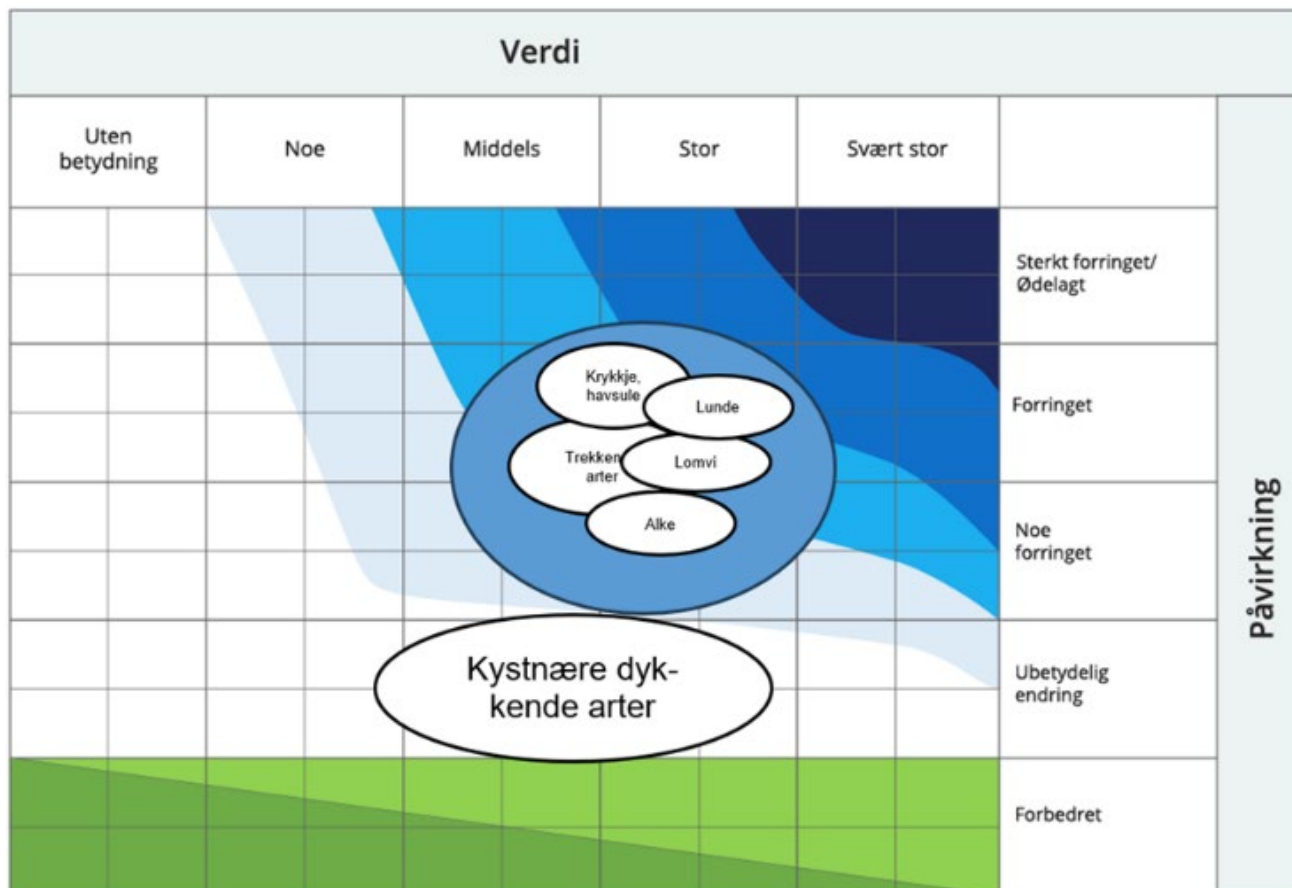 Verdi
Uten
betydning
Noe
Middels
Stor
Svært stor
Sterkt forringet/
Ødelagt
Forringet
Noe
forringet
Ubetydelig
endring
Forbedret
Påvirkning
Krykkje,
havsule
Lunde
Trekken
arter
Lomvi
Alke
Kystnære dyk-
kende arter